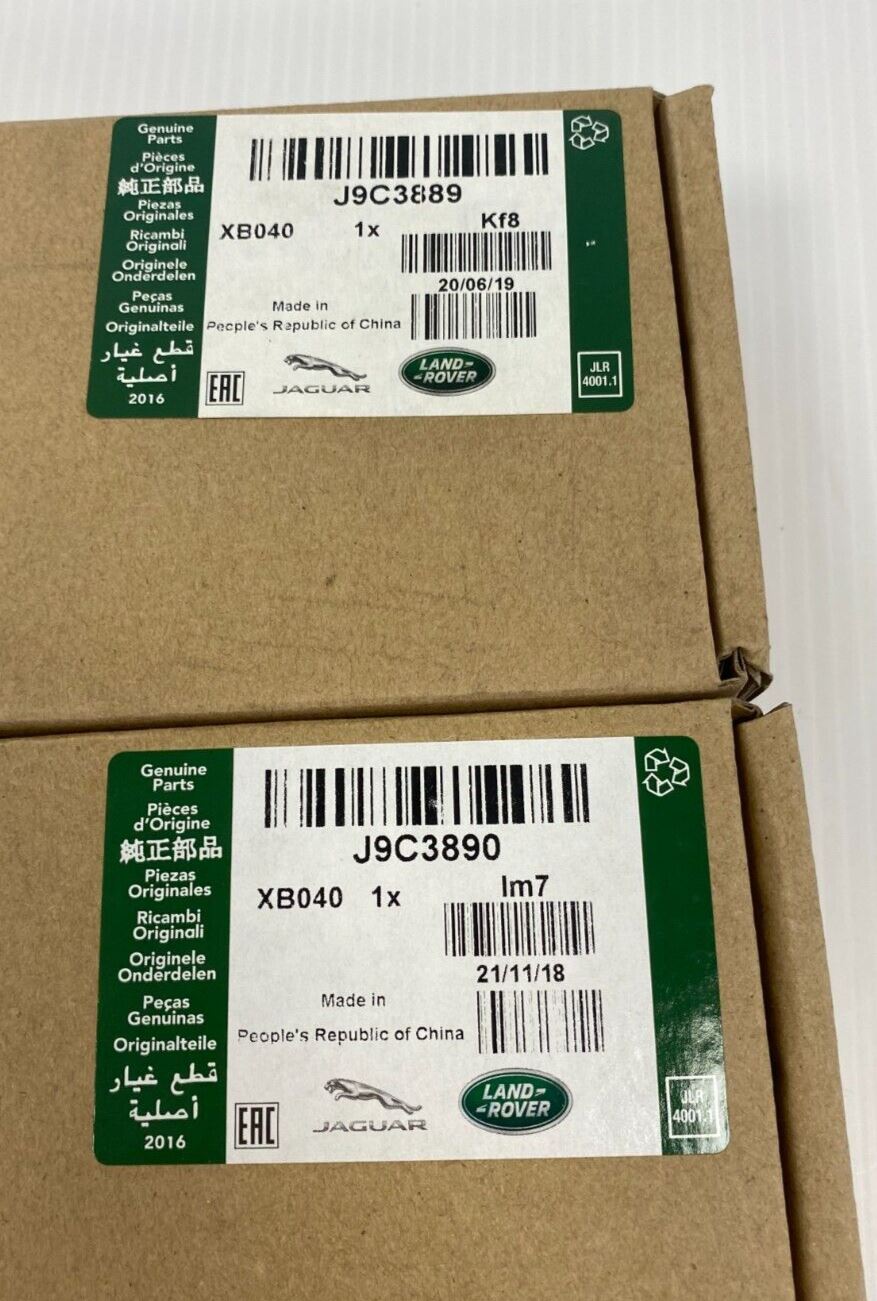 Genuine
Parts
Pièces
d'Origine
純正部品
Piezas
Originales
Ricambi
Originali
Originele
Onderdelen
Peças
Genuinas
Originalteile
قطع غيار
أصلية
2016
J9C3889
XB040 1x Kf8
20/06/19
Made in
People's Republic of China
EAC
JAGUAR
LAND-
-ROVER
JLR
4001.1
Genuine
Parts
Pièces
d'Origine
純正部品
Piezas
Originales
Ricambi
Originali
Originele
Onderdelen
Peças
Genuinas
Originalteile
قطع غيار
أصلية
2016
J9C3890
XB040 1x Im7
21/11/18
Made in
People's Republic of China
EAC
JAGUAR
LAND-
-ROVER
JLR
4001.1